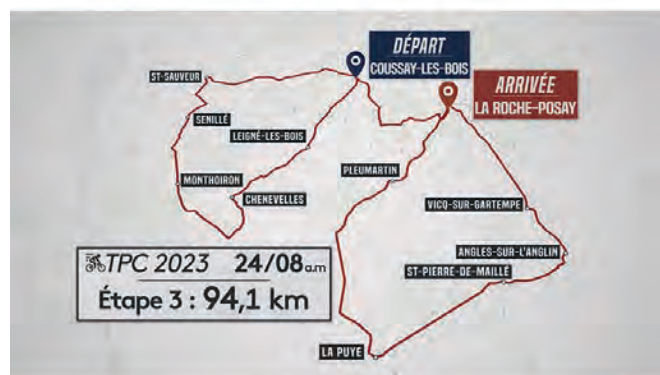 DÉPART
COUSSAY-LES-BOIS
ARRIVÉE
LA ROCHE-POSAY
ST-SAUVEUR
SENILLÉ
LEIGNÉ-LES-BOIS
MONTHOIRON
CHENEVELLES
PLEUMARTIN
VICQ-SUR-GARTEMPE
ANGLES-SUR-L'ANGLIN
ST-PIERRE-DE-MAILLÉ
LA PUYE
TPC 2023 24/08 a.m
Étape 3 : 94,1 km